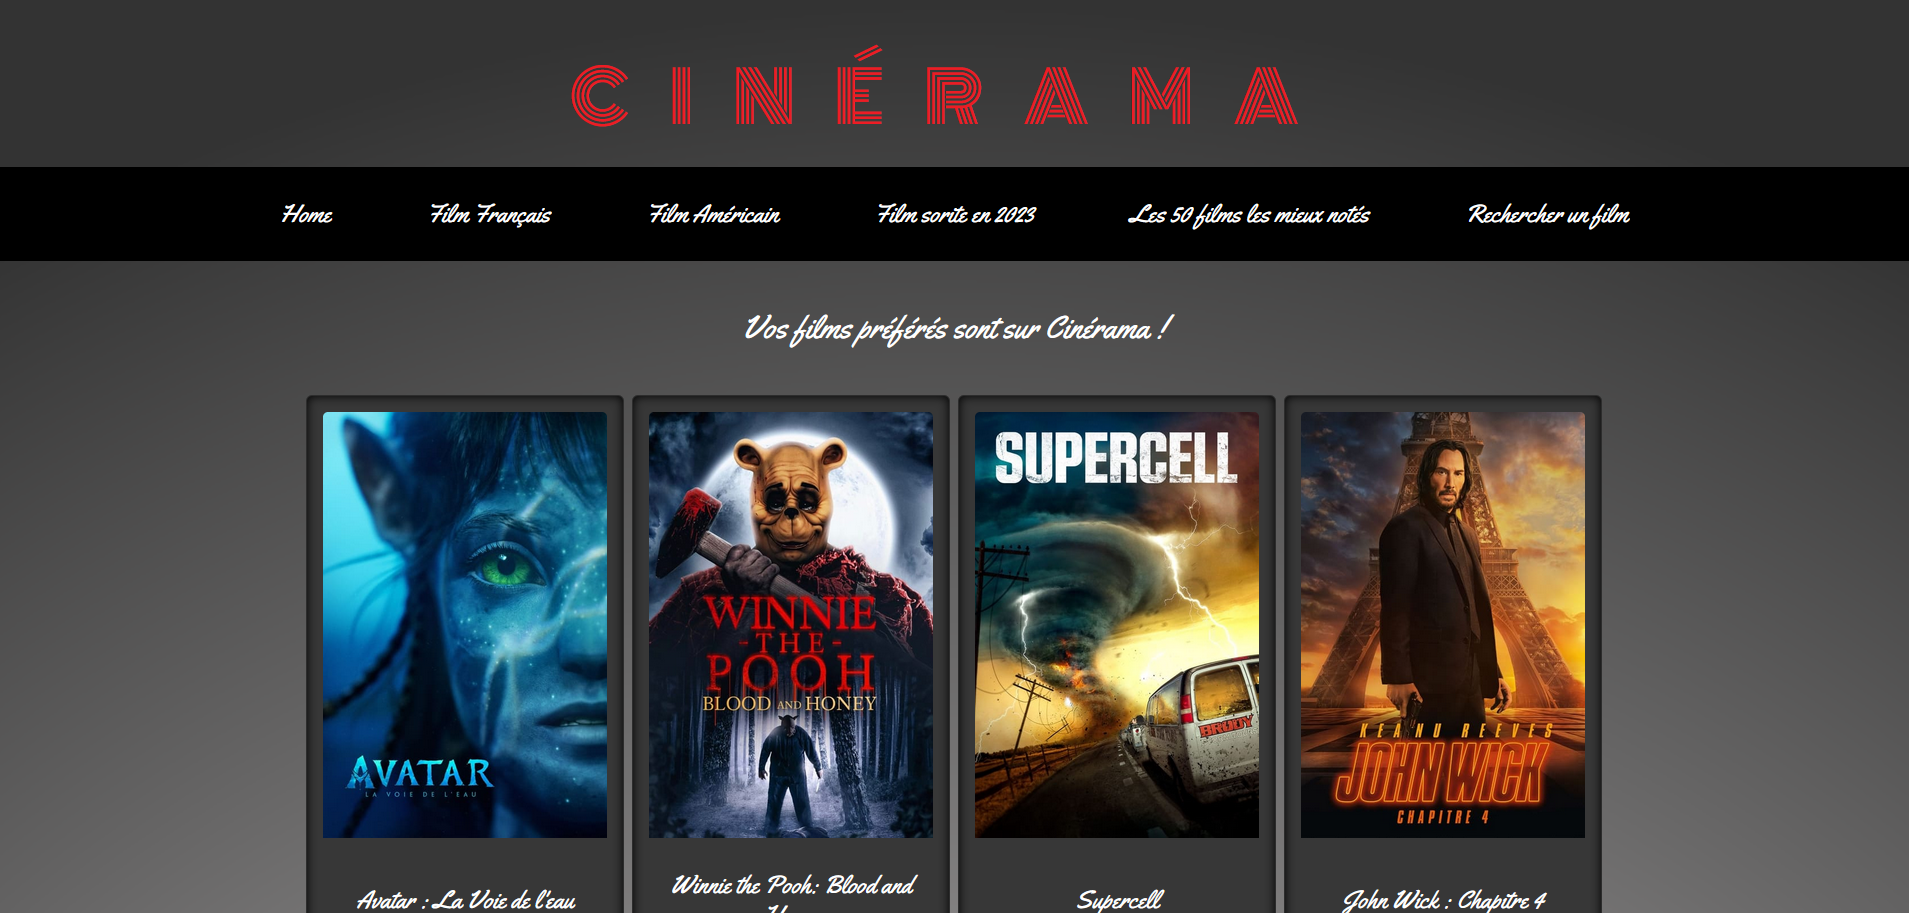 CINÉRAMA
Home
Film Français
Film Américain
Film sorite en 2023
Les 50 films les mieux notés
Rechercher un film
Vos films préférés sont sur Cinérama !
AVATAR
LA VOIE DE L'EAU
WINNIE
-THE-
POOH
BLOOD AND HONEY
SUPERCELL
BRODY
KEANU REEVES
JOHN WICK
CHAPITRE 4
Avatar : La Voie de l'eau
Winnie the Pooh: Blood and
Supercell
John Wick : Chapitre 4